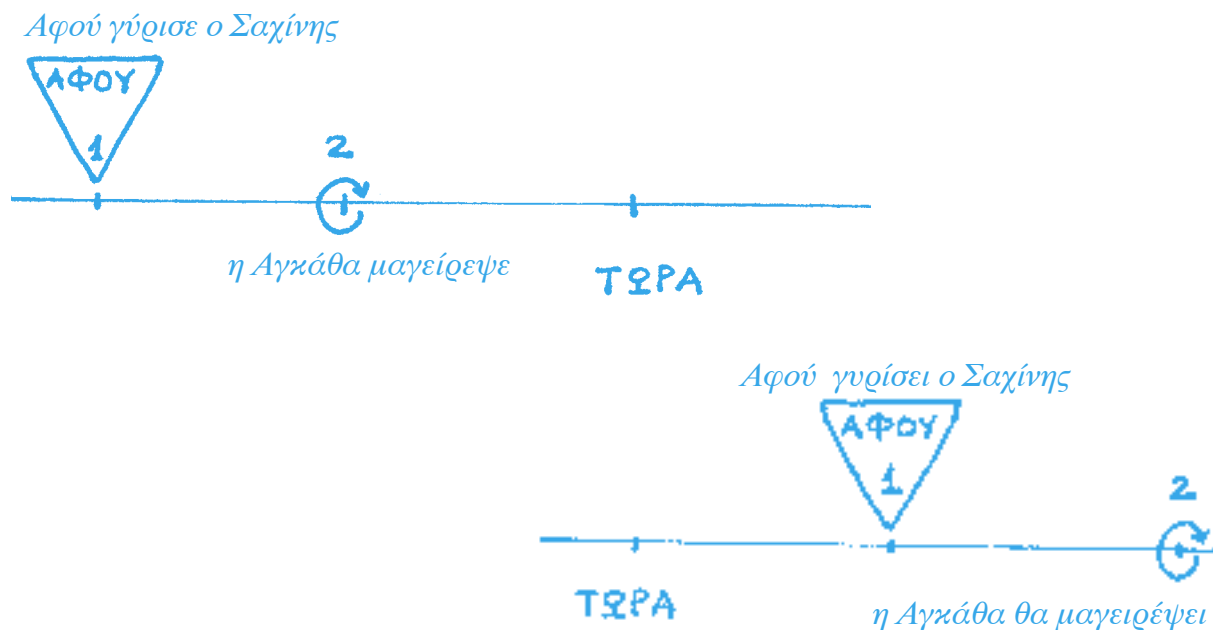 Αφού γύρισε ο Σαχίνης
ΑΦΟΥ
1
2
η Αγκάθα μαγείρεψε
ΤΩΡΑ
Αφού γυρίσει ο Σαχίνης
ΑΦΟΥ
1
2
ΤΩΡΑ
η Αγκάθα θα μαγειρέψει